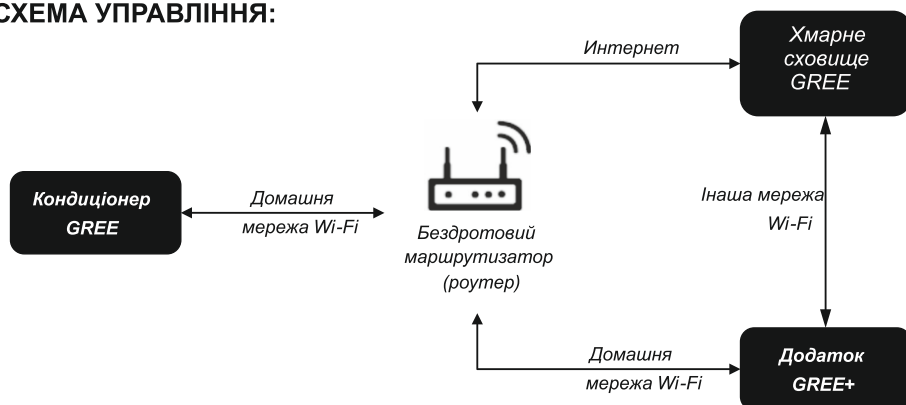 СХЕМА УПРАВЛІННЯ:
Интернет
Хмарне
сховище
GREE
Кондиціонер
GREE
Домашня
мережа Wi-Fi
Бездротовий
маршрутизатор
(роутер)
Інаша мережа
Wi-Fi
Домашня
мережа Wi-Fi
Додаток
GREE+